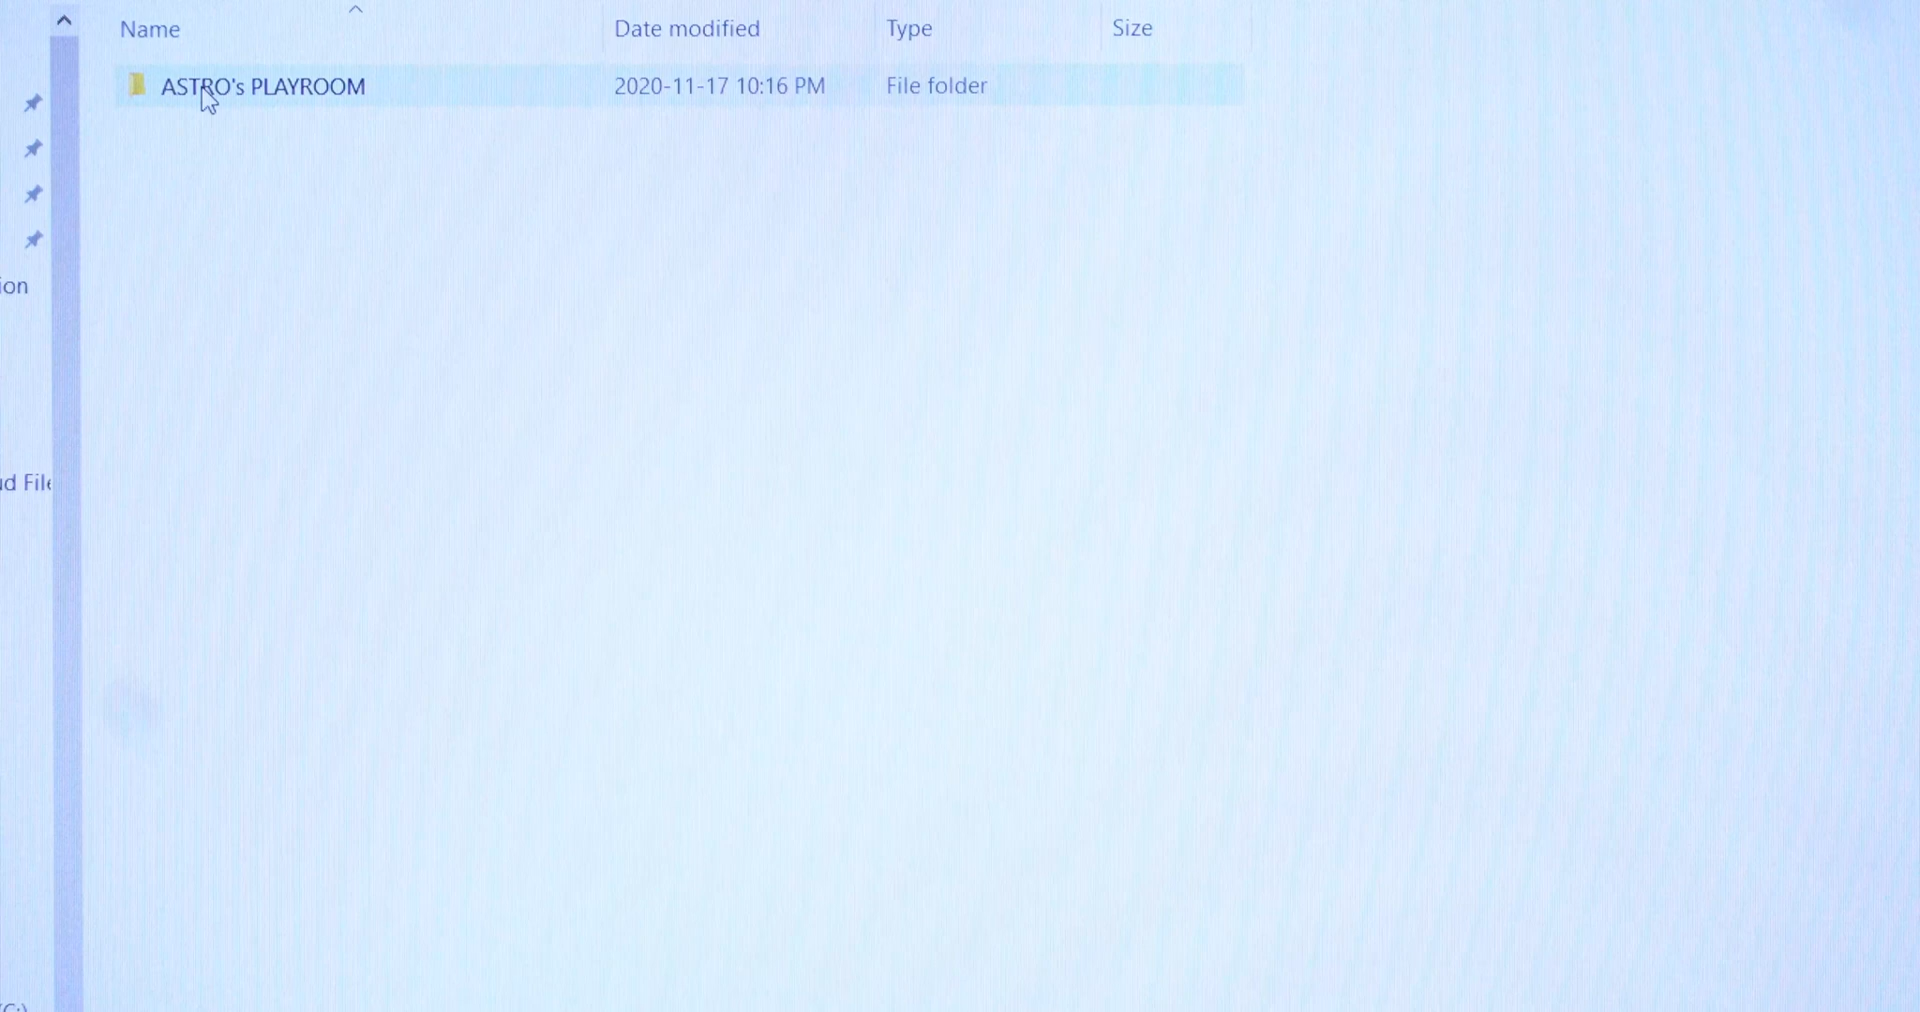 Name Date modified Type Size
ASTRO's PLAYROOM 2020-11-17 10:16 PM File folder
ion
d File